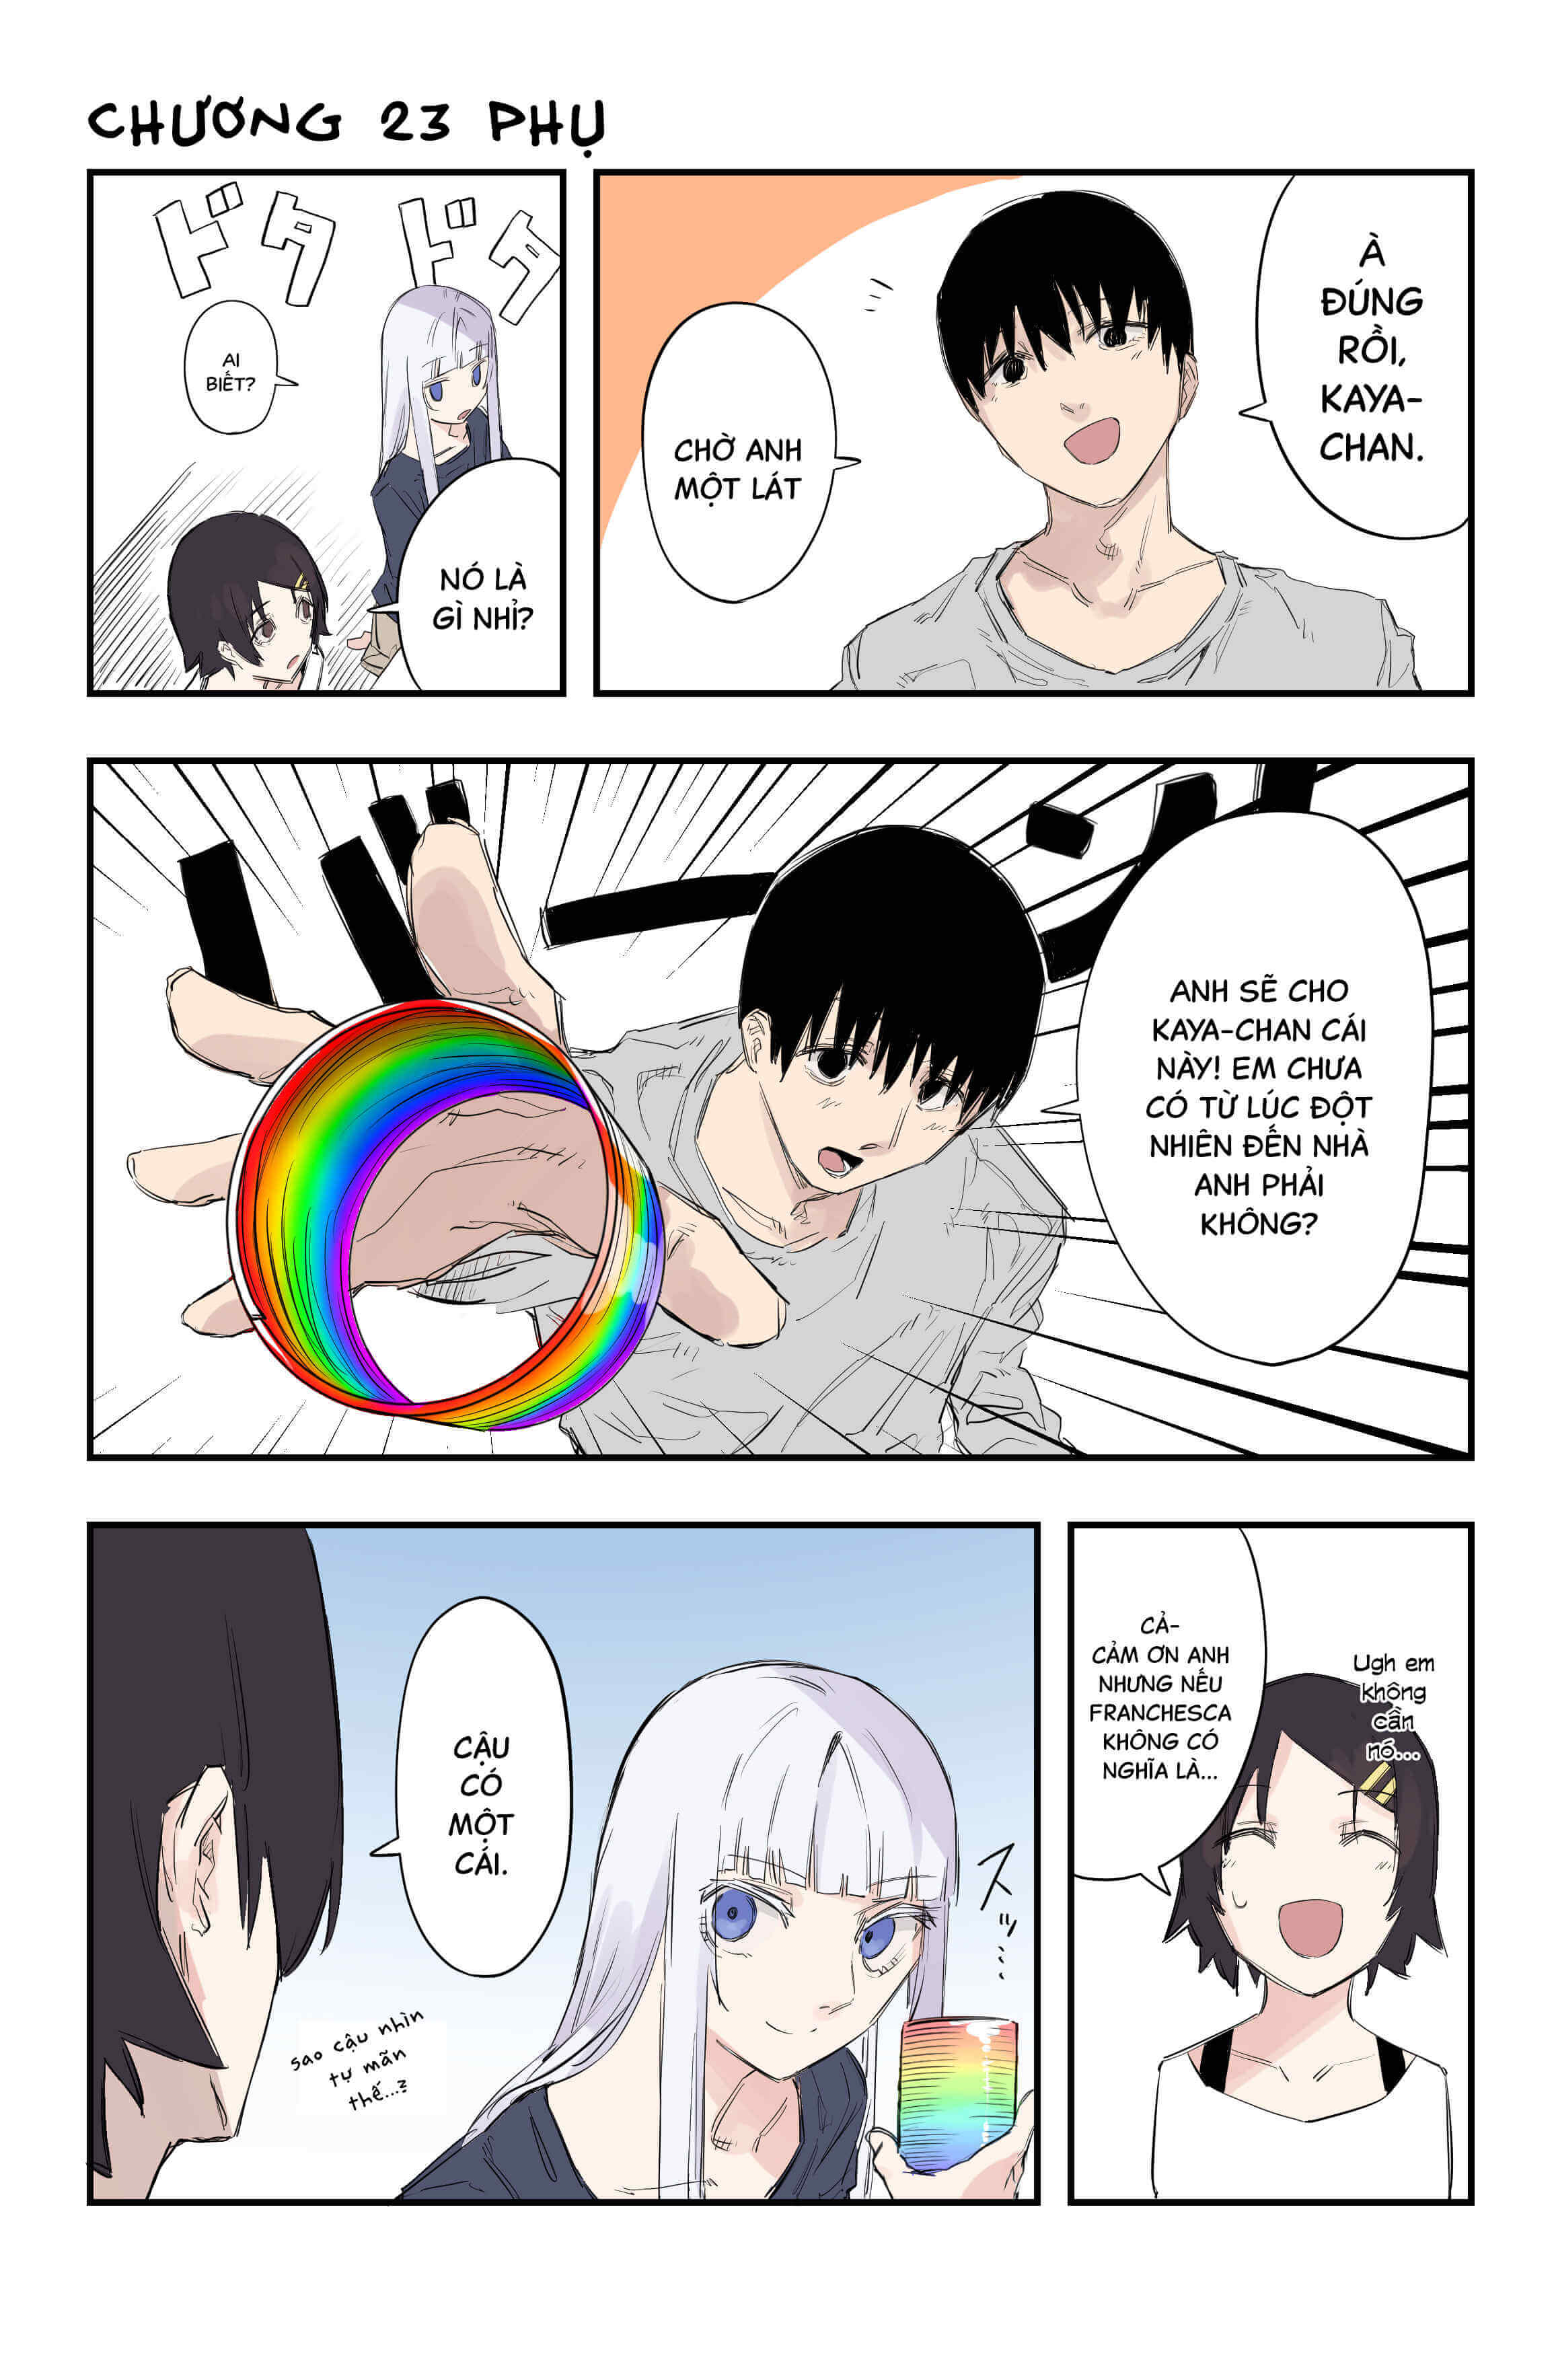 CHƯƠNG 23 PHỤ
À
ĐÚNG
RỒI,
KAYA-
CHAN.
CHỜ ANH
MỘT LÁT
ドタ
ドタ
NÓ LÀ
GÌ NHỈ?
AI
BIẾT?
ANH SẼ CHO
KAYA-CHAN CÁI
NÀY! EM CHƯA
CÓ TỪ LÚC ĐỘT
NHIÊN ĐẾN NHÀ
ANH PHẢI
KHÔNG?
Ugh em
không
cần
nó...
CẢ-
CẢM ƠN ANH
NHƯNG NẾU
FRANCHESCA
KHÔNG CÓ
NGHĨA LÀ...
スッ...
CẬU
CÓ
MỘT
CÁI.
sao cậu nhìn
tự mãn
thế...?